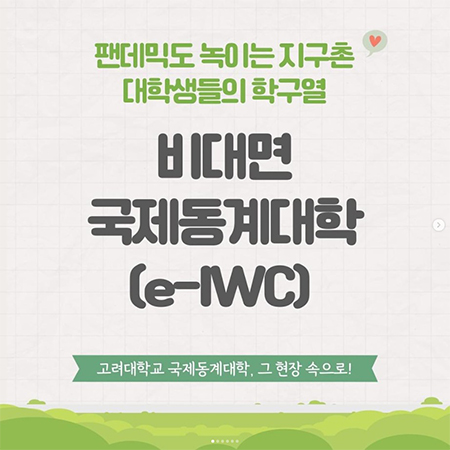 팬데믹도 녹이는 지구촌
대학생들의 학구열
비대면
국제동계대학
(e-IWC)
고려대학교 국제동계대학, 그 현장 속으로!